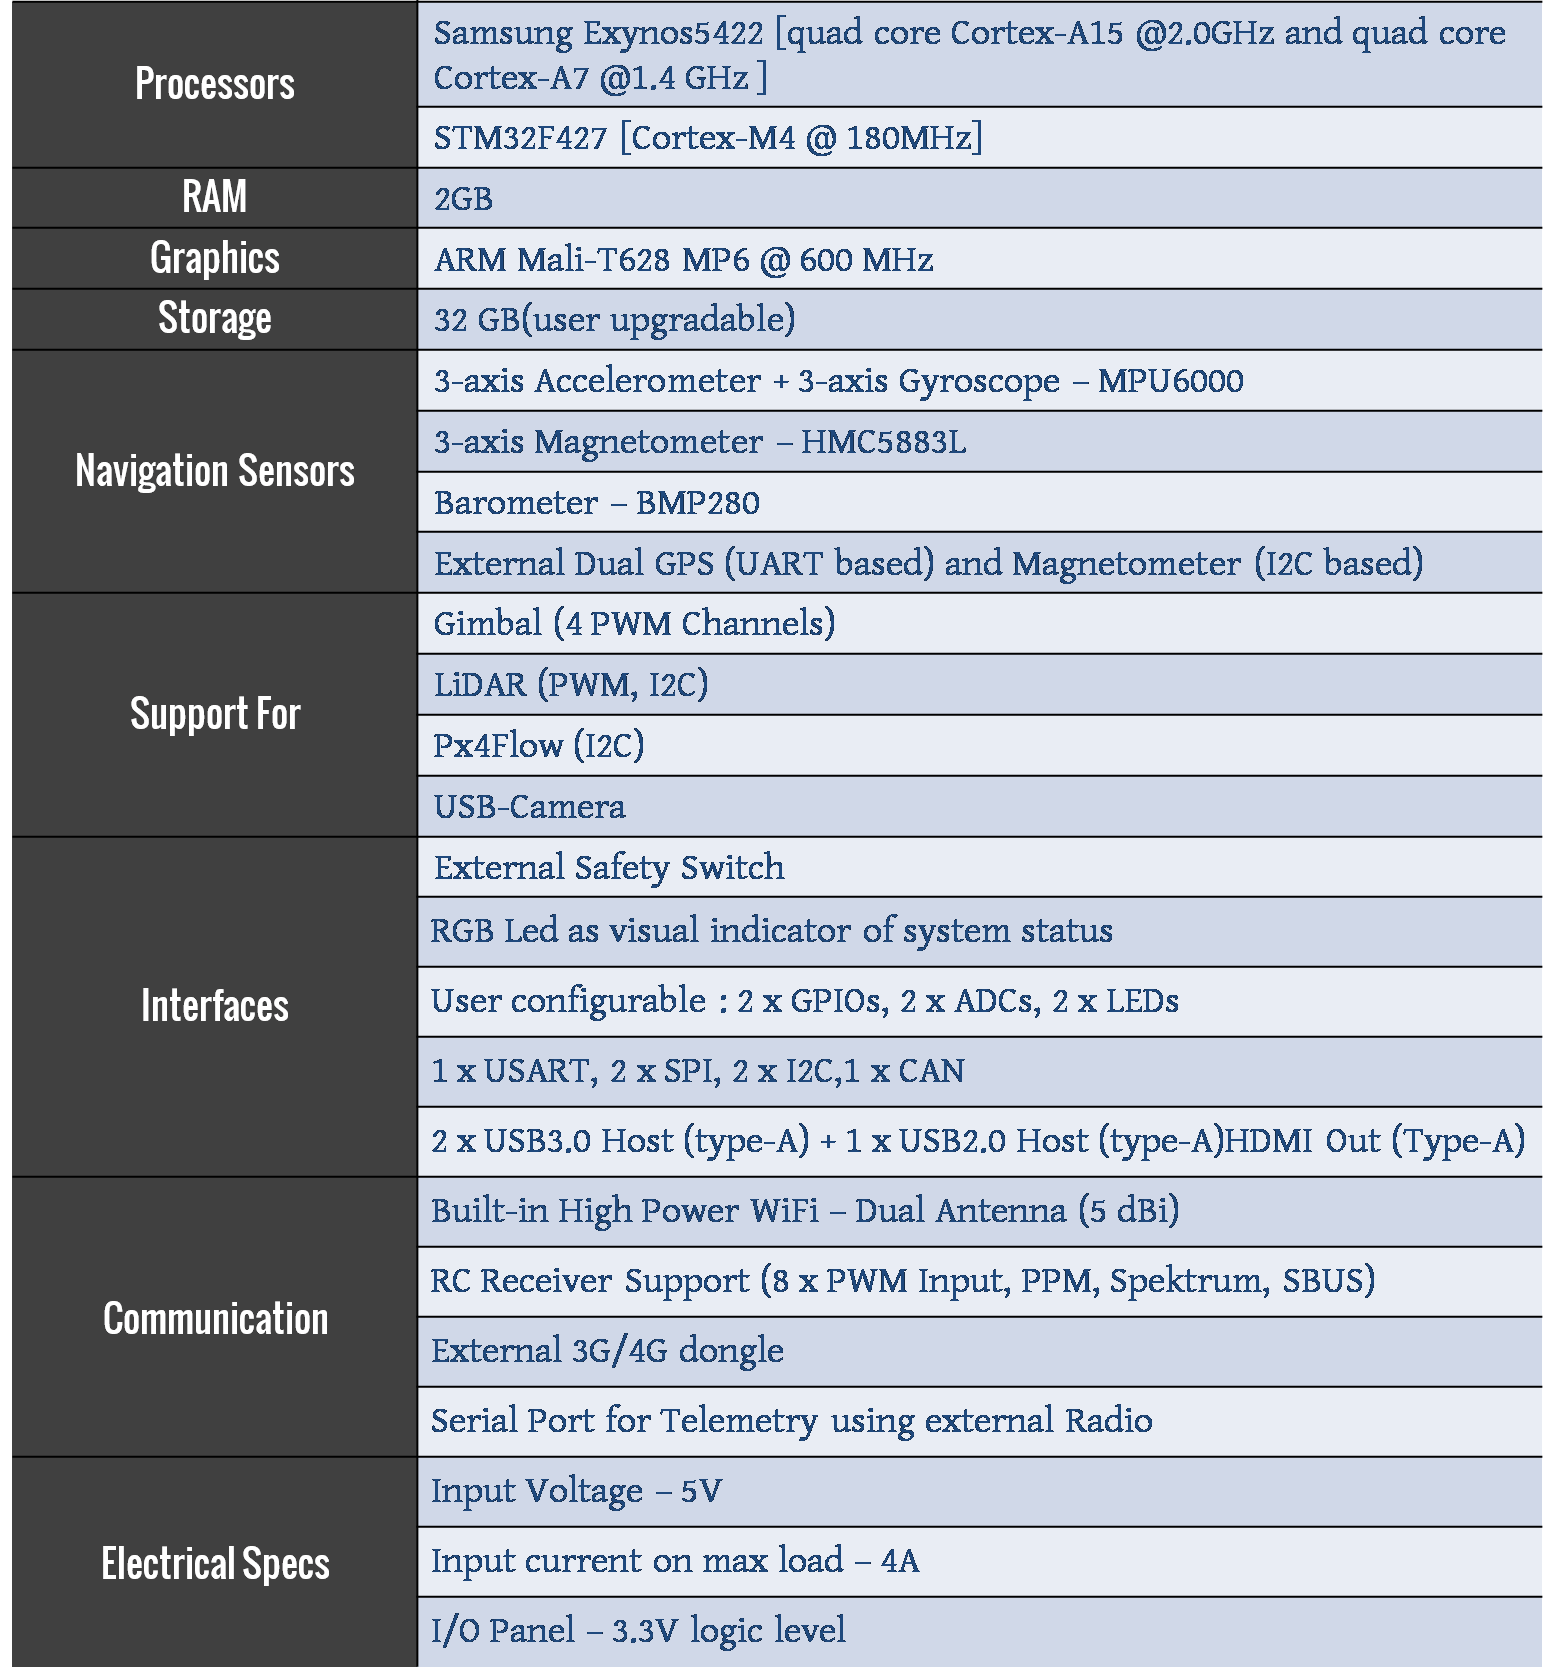 Processors
Samsung Exynos5422 [quad core Cortex-A15 @2.0GHz and quad core
Cortex-A7 @1.4 GHz ]
STM32F427 [Cortex-M4 @ 180MHz]
RAM
2GB
Graphics
ARM Mali-T628 MP6 @ 600 MHz
Storage
32 GB(user upgradable)
Navigation Sensors
3-axis Accelerometer + 3-axis Gyroscope – MPU6000
3-axis Magnetometer – HMC5883L
Barometer – BMP280
External Dual GPS (UART based) and Magnetometer (I2C based)
Support For
Gimbal (4 PWM Channels)
LiDAR (PWM, I2C)
Px4Flow (I2C)
USB-Camera
Interfaces
External Safety Switch
RGB Led as visual indicator of system status
User configurable : 2 x GPIOs, 2 x ADCs, 2 x LEDs
1 x USART, 2 x SPI, 2 x I2C,1 x CAN
2 x USB3.0 Host (type-A) + 1 x USB2.0 Host (type-A)HDMI Out (Type-A)
Communication
Built-in High Power WiFi – Dual Antenna (5 dBi)
RC Receiver Support (8 x PWM Input, PPM, Spektrum, SBUS)
External 3G/4G dongle
Serial Port for Telemetry using external Radio
Electrical Specs
Input Voltage – 5V
Input current on max load – 4A
I/O Panel – 3.3V logic level